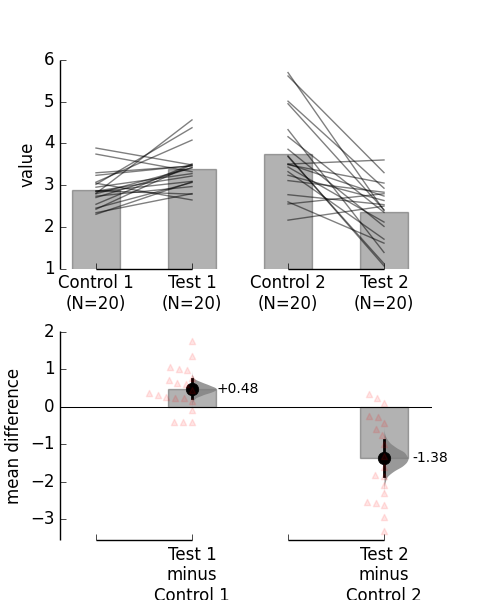 6
5
4
3
2
1
value
Control 1 Test 1 Control 2 Test 2
(N=20) (N=20) (N=20) (N=20)
2
1
0
−1
−2
−3
mean difference
+0.48
-1.38
Test 1 Test 2
minus minus
Control 1 Control 2